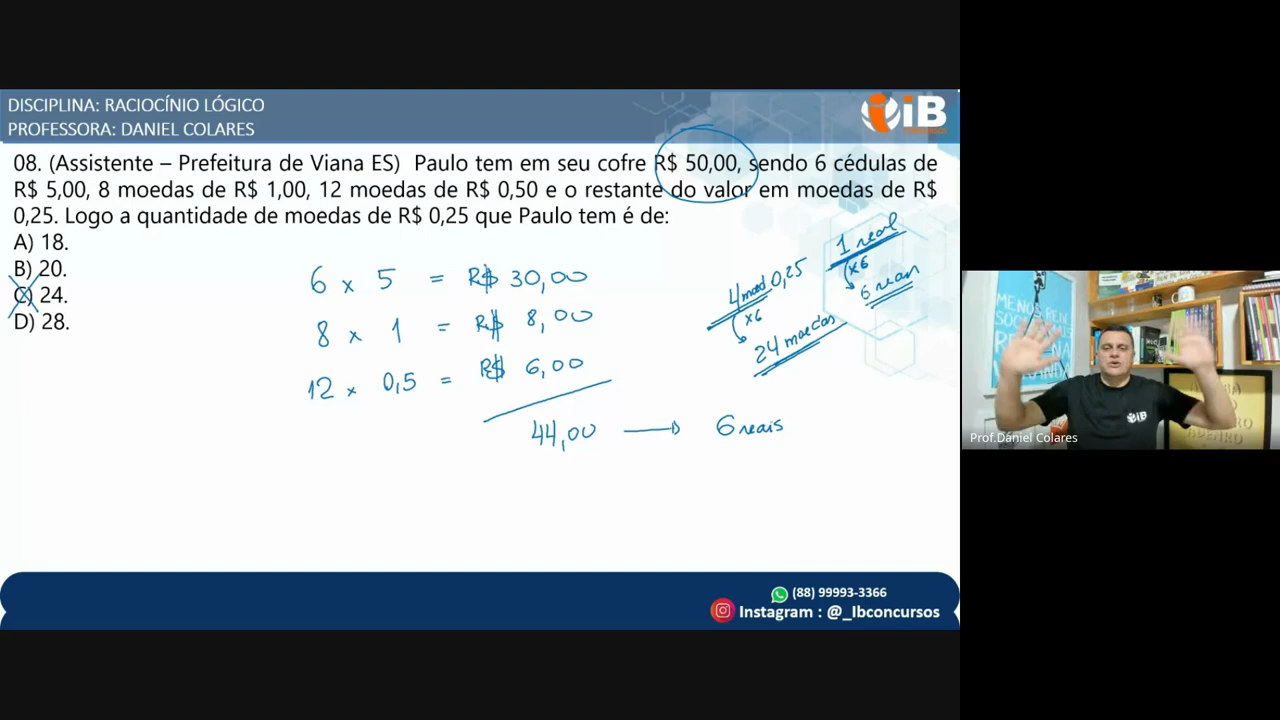 DISCIPLINA: RACIOCÍNIO LÓGICO
PROFESSORA: DANIEL COLARES
iB
08. (Assistente – Prefeitura de Viana ES) Paulo tem em seu cofre R$ 50,00, sendo 6 cédulas de
R$ 5,00, 8 moedas de R$ 1,00, 12 moedas de R$ 0,50 e o restante do valor em moedas de R$
0,25. Logo a quantidade de moedas de R$ 0,25 que Paulo tem é de:
A) 18.
B) 20.
C) 24.
D) 28.
6 x 5 = R$ 30,00
8 x 1 = R$ 8,00
12 x 0,5 = R$ 6,00
44,00 → 6 reais
4 moed 0,25
x6
24 moedas
1 real
x6
6 reais
MENOS REDE
SOCIAL MAIS
iB
Prof.Daniel Colares
(88) 99993-3366
Instagram : @_Ibconcursos